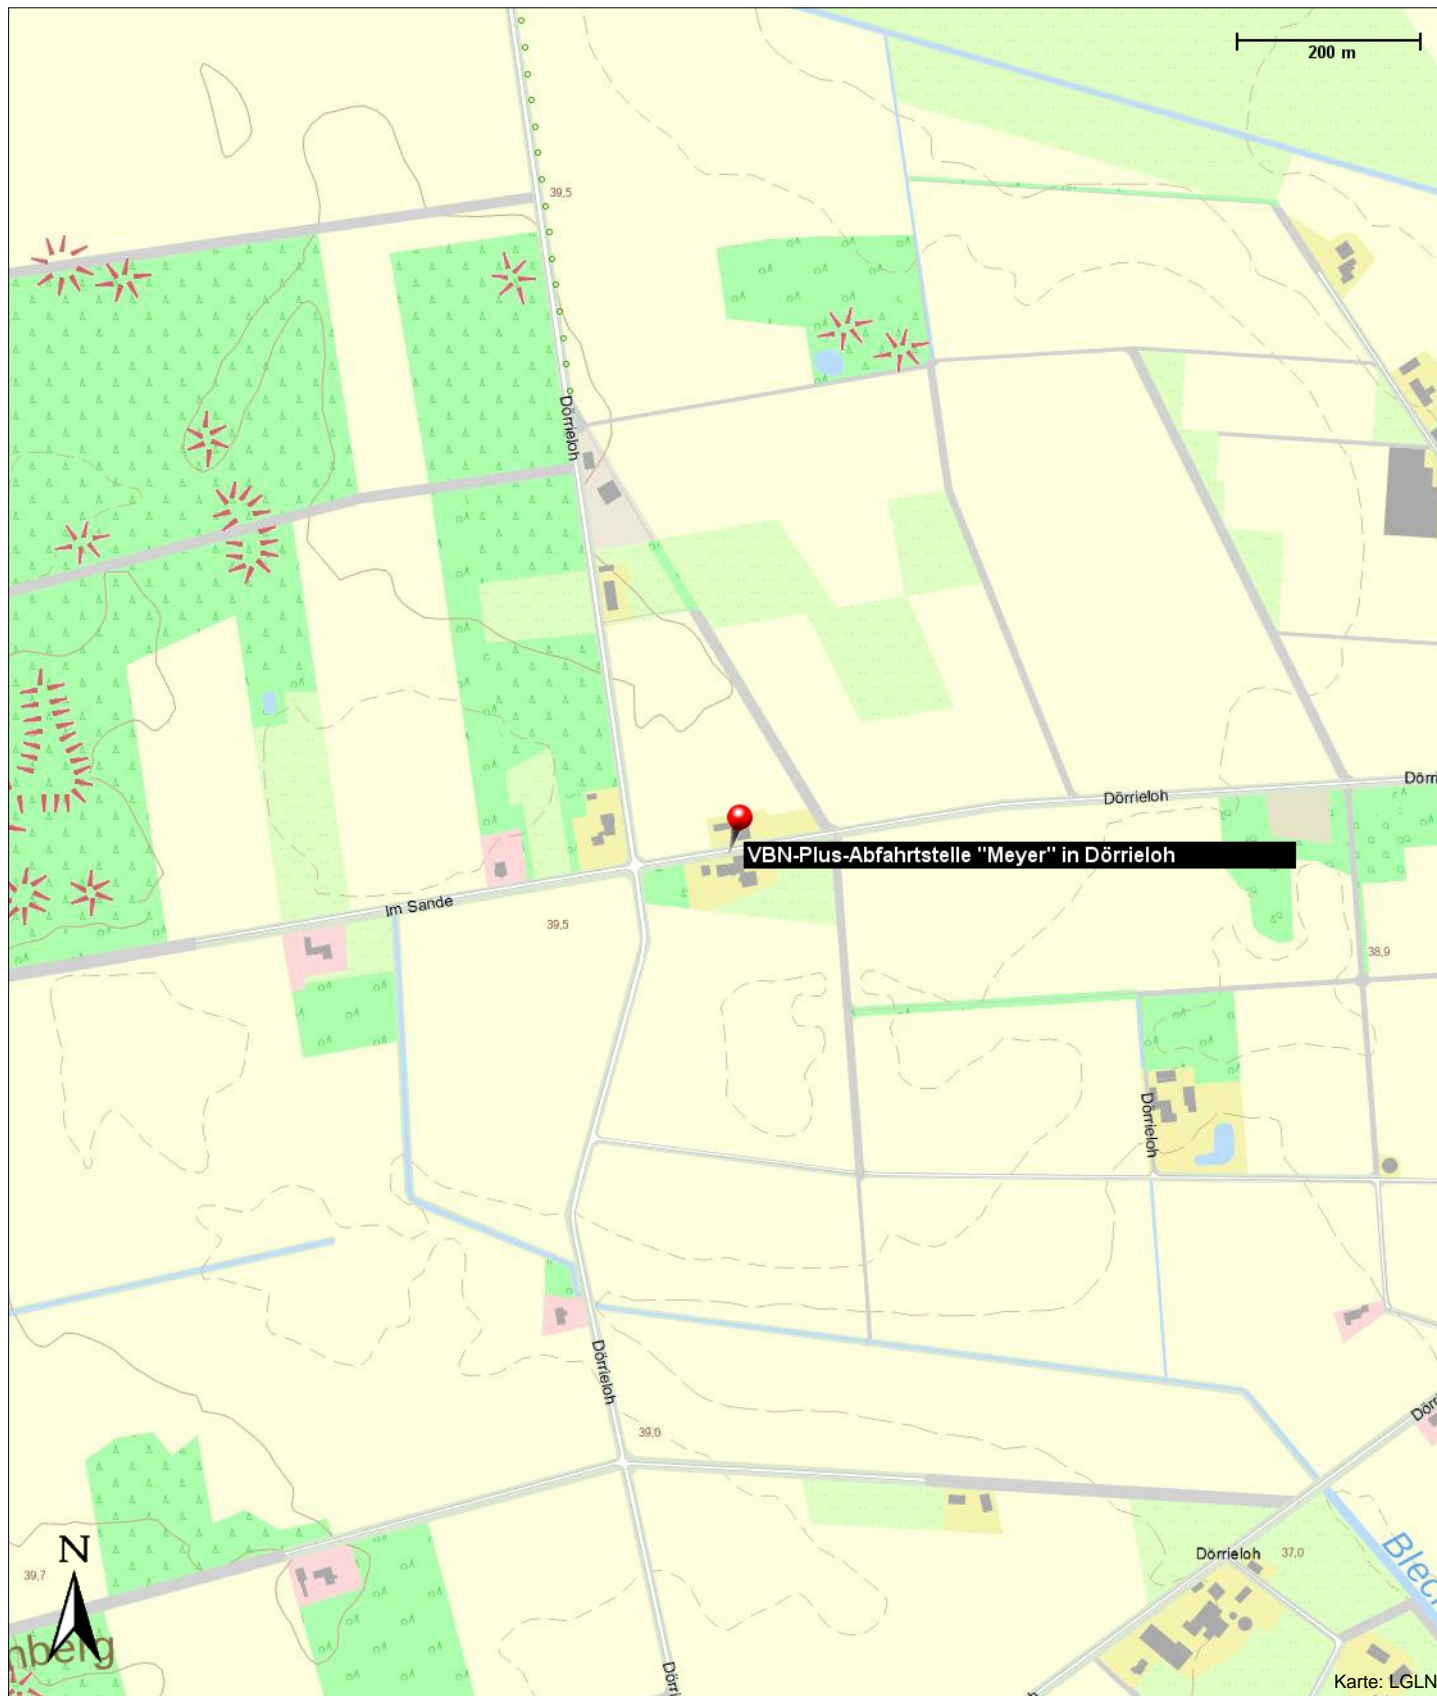 200 m
39,5
Dörrieloh
Dörrieloh
VBN-Plus-Abfahrtstelle "Meyer" in Dörrieloh
Im Sande
39,5
38,9
Dörrieloh
Dörrieloh
39,0
Dörrieloh
37,0
N
39,7
Karte: LGLN